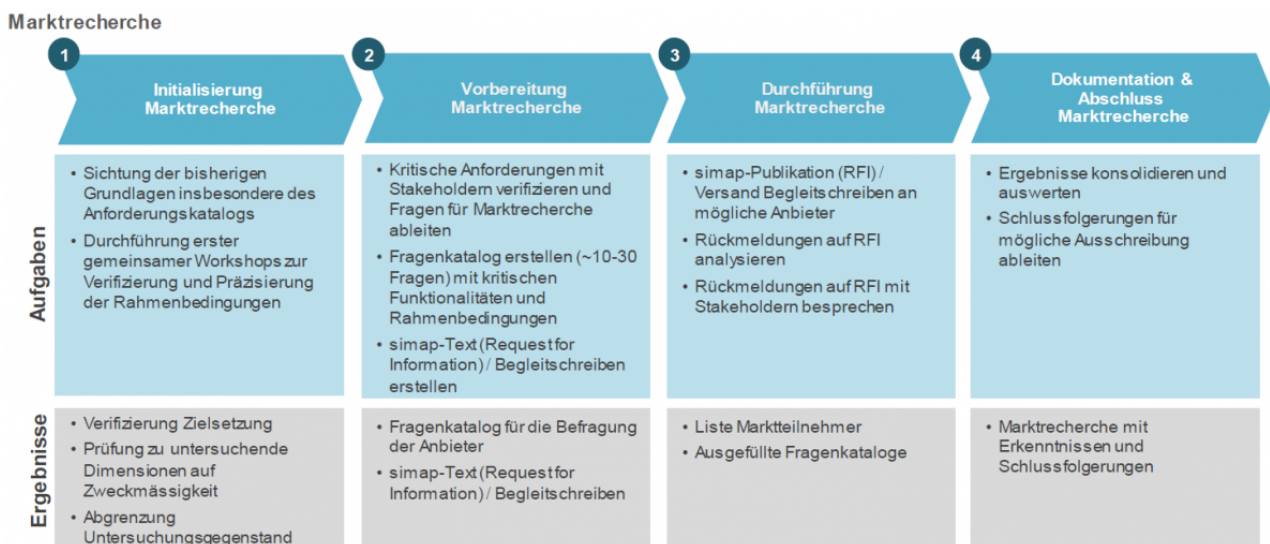 Marktrecherche
1
Initialisierung
Marktrecherche
2
Vorbereitung
Marktrecherche
3
Durchführung
Marktrecherche
4
Dokumentation &
Abschluss
Marktrecherche
Aufgaben
• Sichtung der bisherigen
Grundlagen insbesondere des
Anforderungskatalogs
• Durchführung erster
gemeinsamer Workshops zur
Verifizierung und Präzisierung
der Rahmenbedingungen
• Kritische Anforderungen mit
Stakeholdern verifizieren und
Fragen für Marktrecherche
ableiten
• Fragenkatalog erstellen (~10-30
Fragen) mit kritischen
Funktionalitäten und
Rahmenbedingungen
• simap-Text (Request for
Information) / Begleitschreiben
erstellen
• simap-Publikation (RFI) /
Versand Begleitschreiben an
mögliche Anbieter
• Rückmeldungen auf RFI
analysieren
• Rückmeldungen auf RFI mit
Stakeholdern besprechen
• Ergebnisse konsolidieren und
auswerten
• Schlussfolgerungen für
mögliche Ausschreibung
ableiten
Ergebnisse
• Verifizierung Zielsetzung
• Prüfung zu untersuchende
Dimensionen auf
Zweckmässigkeit
• Abgrenzung
Untersuchungsgegenstand
• Fragenkatalog für die Befragung
der Anbieter
• simap-Text (Request for
Information) / Begleitschreiben
• Liste Marktteilnehmer
• Ausgefüllte Fragenkataloge
• Marktrecherche mit
Erkenntnissen und
Schlussfolgerungen